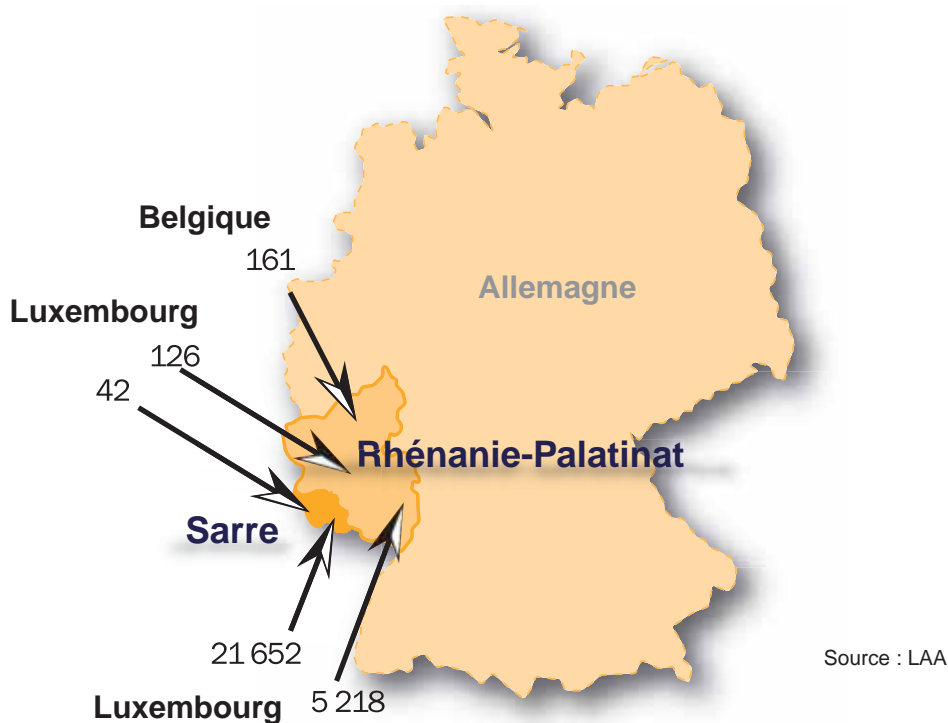 Belgique
161
Allemagne
Luxembourg
126
42
Rhénanie-Palatinat
Sarre
21 652
Source : LAA
5 218
Luxembourg